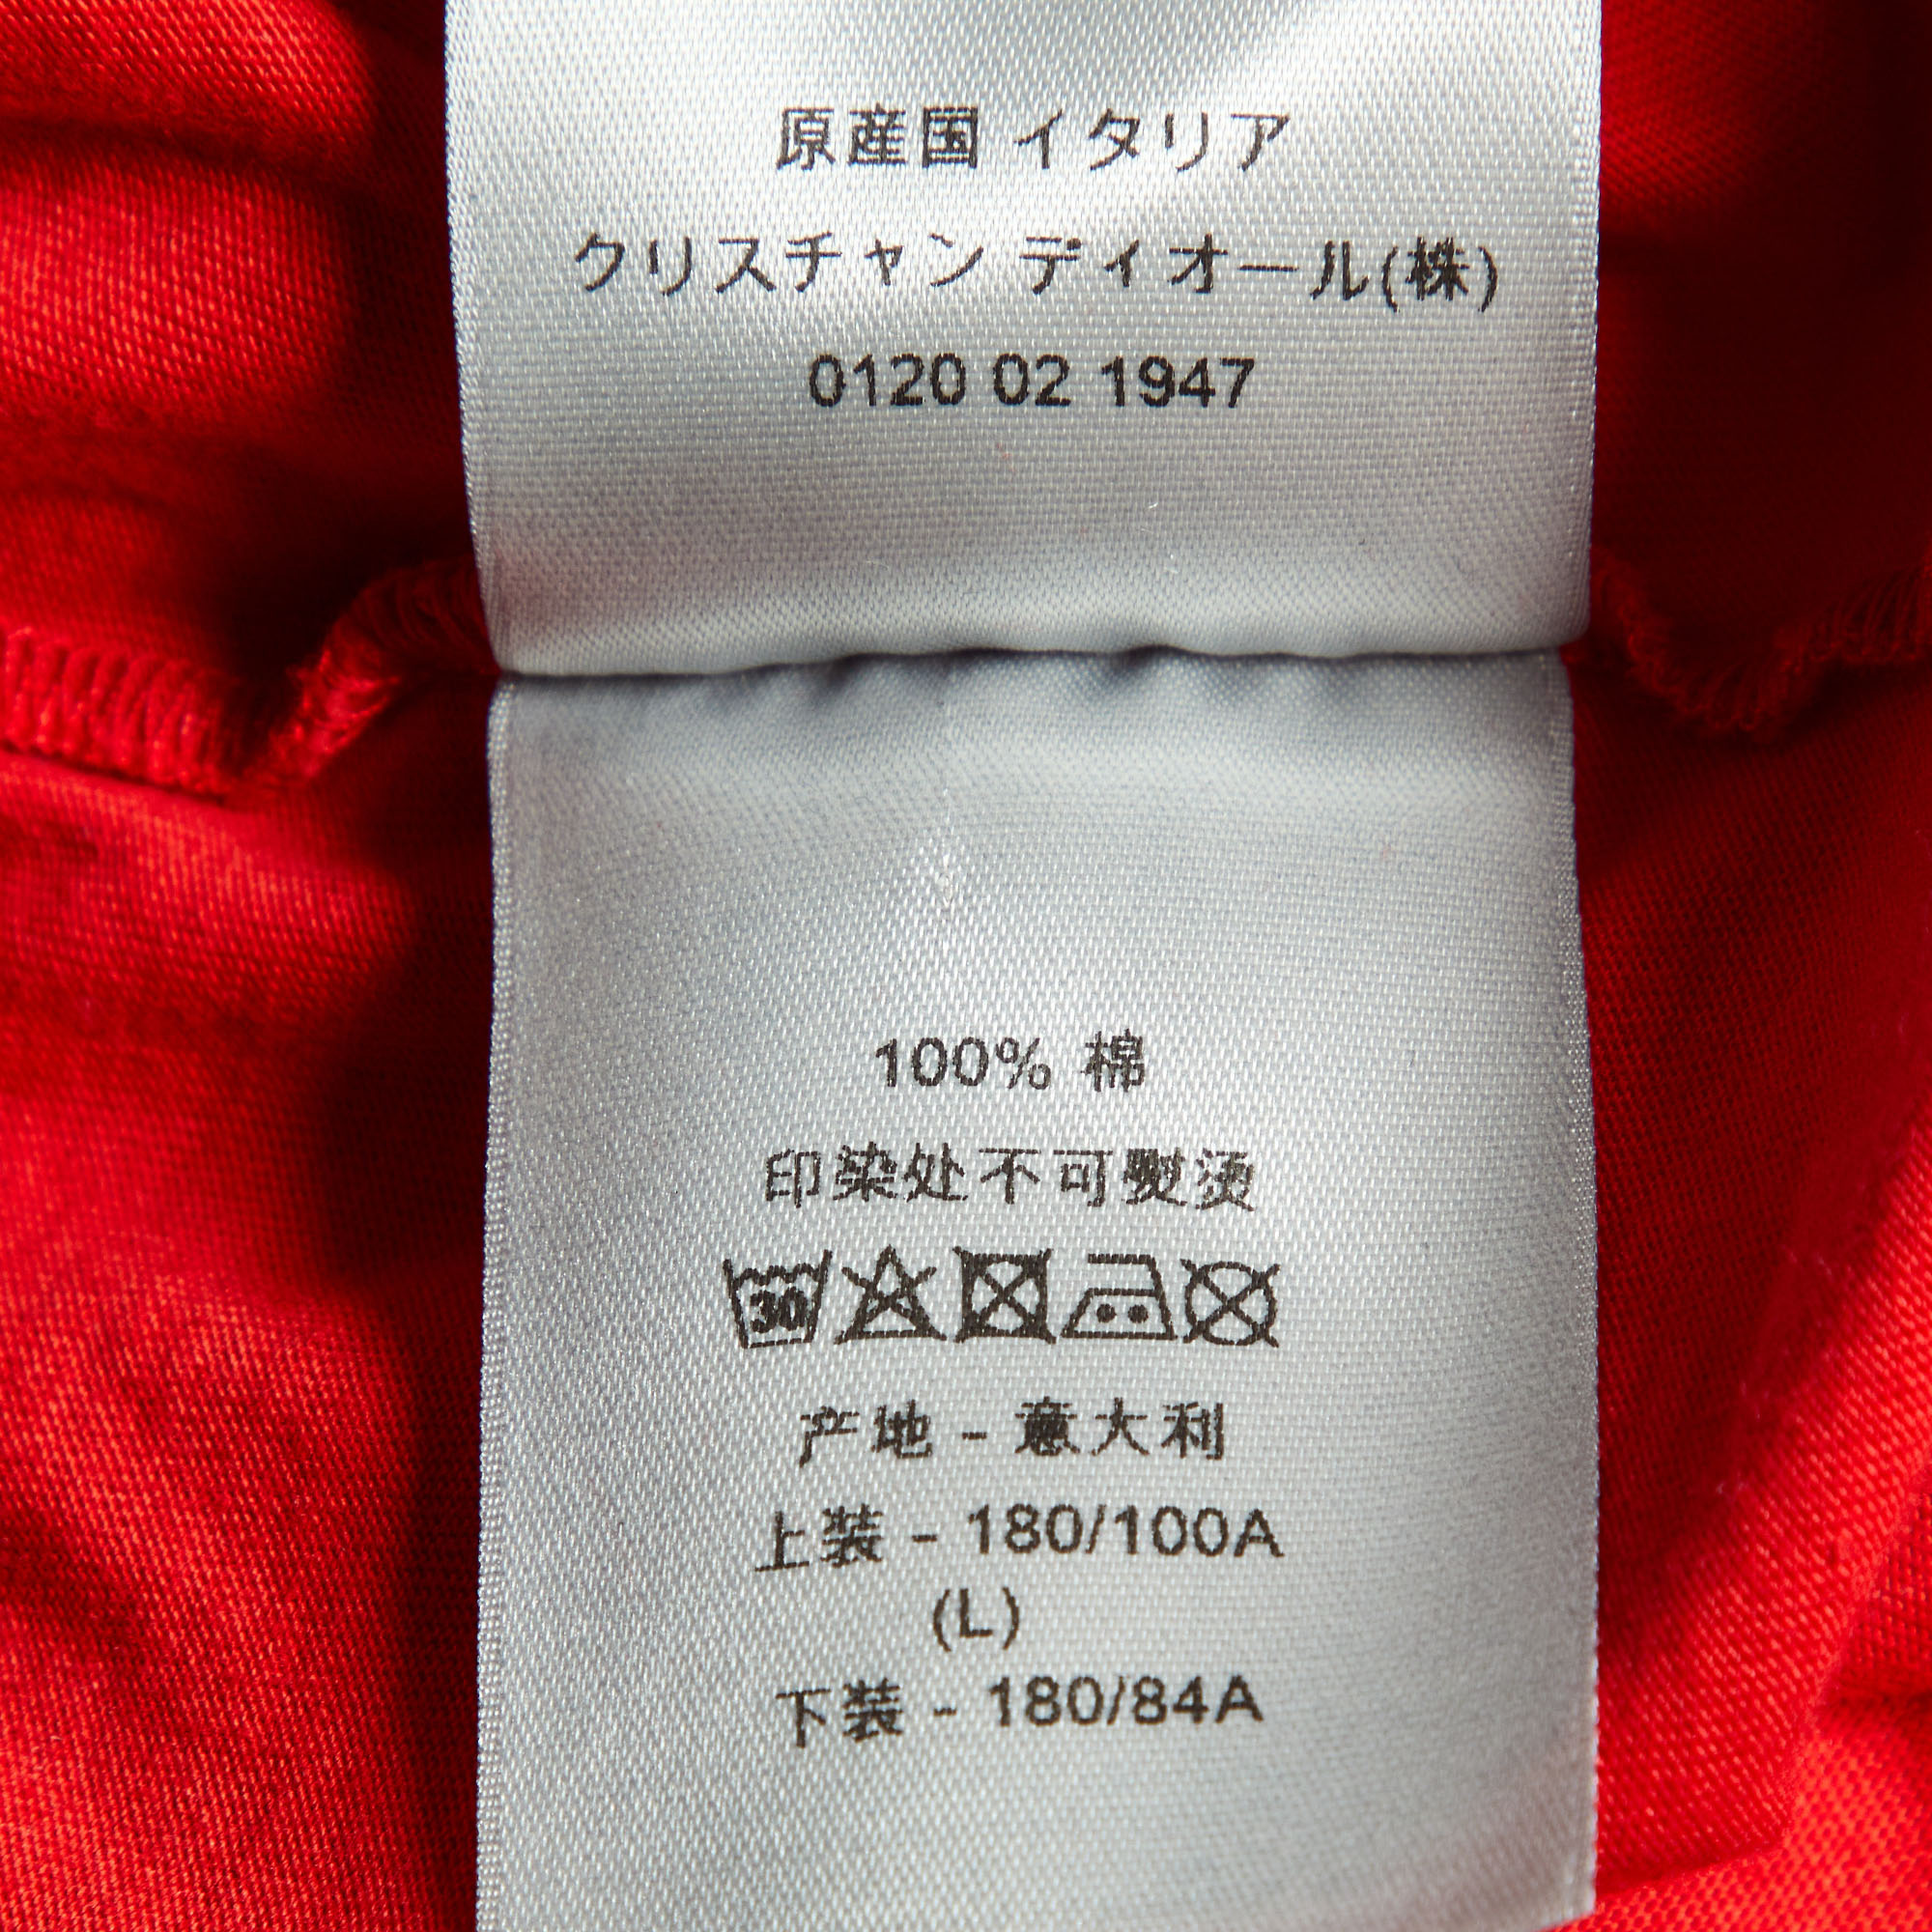 原産国 イタリア
クリスチャン ディオール(株)
0120 02 1947
100% 棉
印染处不可熨烫
30
产地 - 意大利
上装 - 180/100A
(L)
下装 - 180/84A